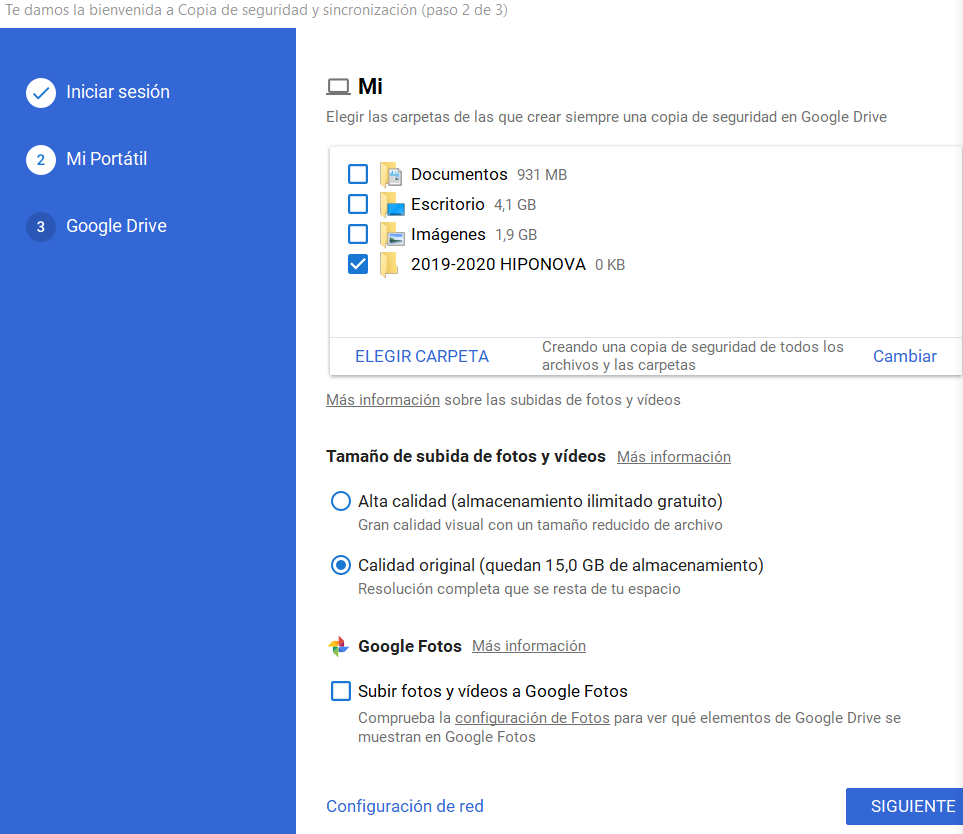 Te damos la bienvenida a Copia de seguridad y sincronización (paso 2 de 3)
Iniciar sesión
2 Mi Portátil
3 Google Drive
Mi
Elegir las carpetas de las que crear siempre una copia de seguridad en Google Drive
Documentos 931 MB
Escritorio 4,1 GB
Imágenes 1,9 GB
2019-2020 HIPONOVA 0 KB
ELEGIR CARPETA
Creando una copia de seguridad de todos los
archivos y las carpetas
Cambiar
Más información sobre las subidas de fotos y vídeos
Tamaño de subida de fotos y vídeos Más información
Alta calidad (almacenamiento ilimitado gratuito)
Gran calidad visual con un tamaño reducido de archivo
Calidad original (quedan 15,0 GB de almacenamiento)
Resolución completa que se resta de tu espacio
Google Fotos Más información
Subir fotos y vídeos a Google Fotos
Comprueba la configuración de Fotos para ver qué elementos de Google Drive se
muestran en Google Fotos
Configuración de red
SIGUIENTE